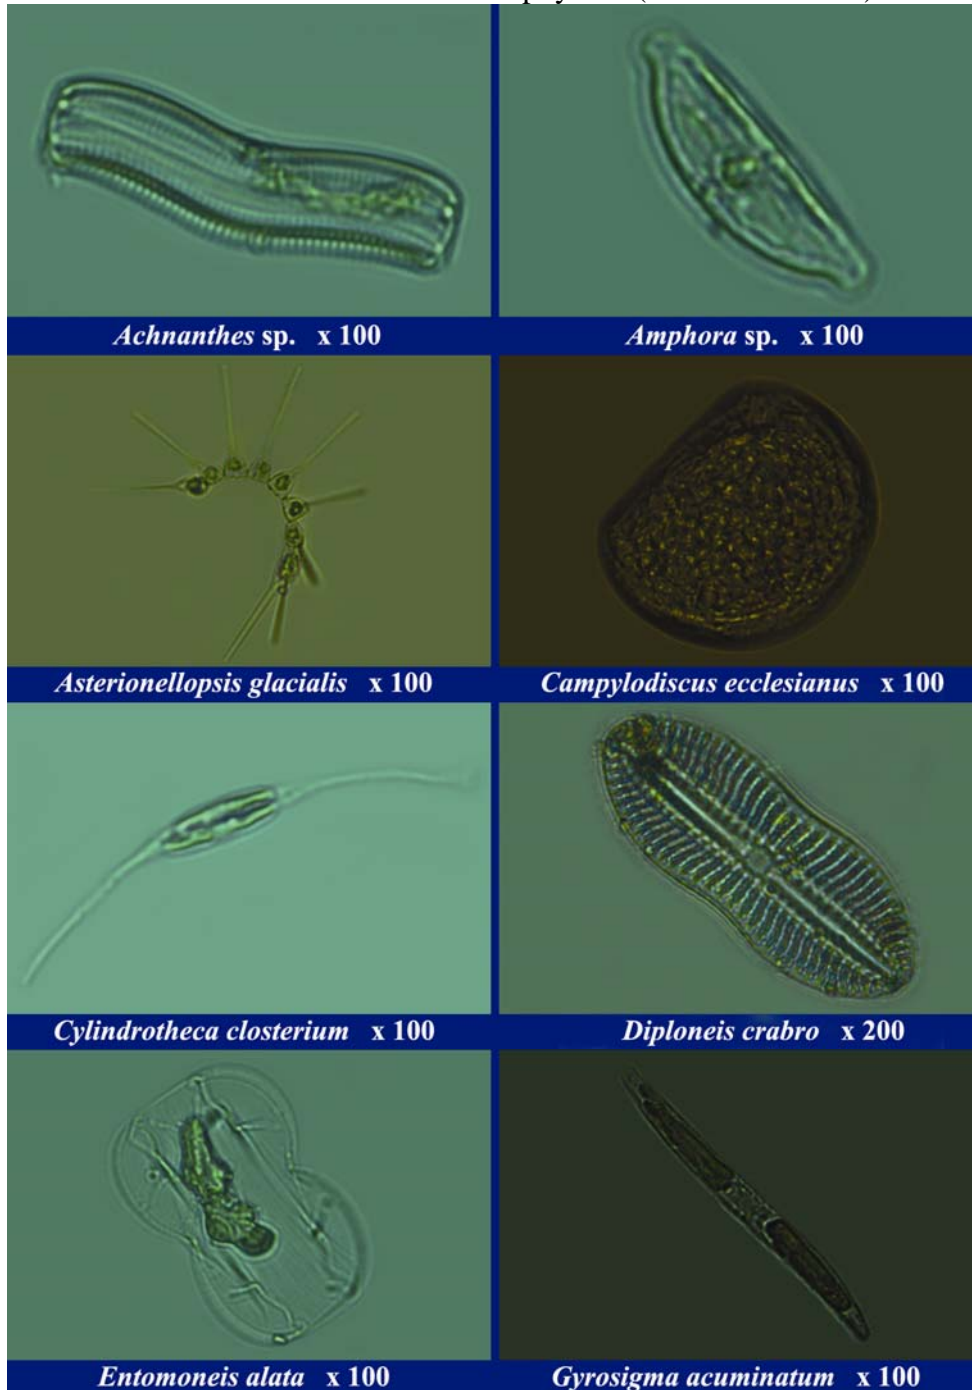 Achnanthes sp. x 100
Amphora sp. x 100
Asterionellopsis glacialis x 100
Campylodiscus ecclesianus x 100
Cylindrotheca closterium x 100
Diploneis crabro x 200
Entomoneis alata x 100
Gyrosigma acuminatum x 100